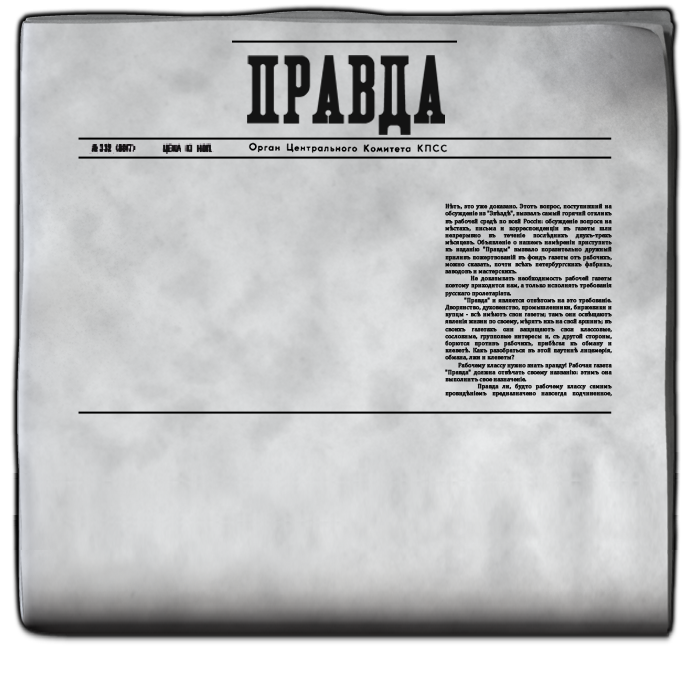 ПРАВДА
№ 332
Орган Центрального Комитета КПСС
Нѣтъ, это уже доказано. Этотъ вопросъ, поступившій на
обсужденіе въ "Звѣздѣ", вызвалъ самый горячій откликъ
въ рабочей средѣ по всей Россіи: обсужденіе вопроса на
мѣстахъ, письма и корреспонденціи въ газеты шли
непрерывно въ теченіе послѣднихъ двухъ-трехъ
мѣсяцевъ. Объявленіе о нашемъ намѣреніи приступить
къ изданію "Правды" вызвало поразительно дружный
приливъ пожертвованій въ фондъ газеты отъ рабочихъ,
можно сказать, почти всѣхъ петербургскихъ фабрикъ,
заводовъ и мастерскихъ.
Не доказывать необходимость рабочей газеты
поэтому приходится намъ, а только исполнять требованія
русскаго пролетаріата.
"Правда" и является отвѣтомъ на это требованіе.
Дворянство, духовенство, промышленники, биржевики и
купцы - всѣ имѣютъ свои газеты; тамъ они освѣщаютъ
явленія жизни по своему, мѣрятъ ихъ на свой аршинъ; въ
своихъ газетахъ они защищаютъ свои классовые,
сословные, групповые интересы и, съ другой стороны,
борются противъ рабочихъ, прибѣгая къ обману и
клеветѣ. Какъ разобраться въ этой паутинѣ лицемѣрія,
обмана, лжи и клеветы?
Рабочему классу нужно знать правду! Рабочая газета
"Правда" должна отвѣчать своему названію: этимъ она
выполнитъ свое назначеніе.
Правда ли, будто рабочему классу самимъ
провидѣніемъ предназначено навсегда подчиненное,